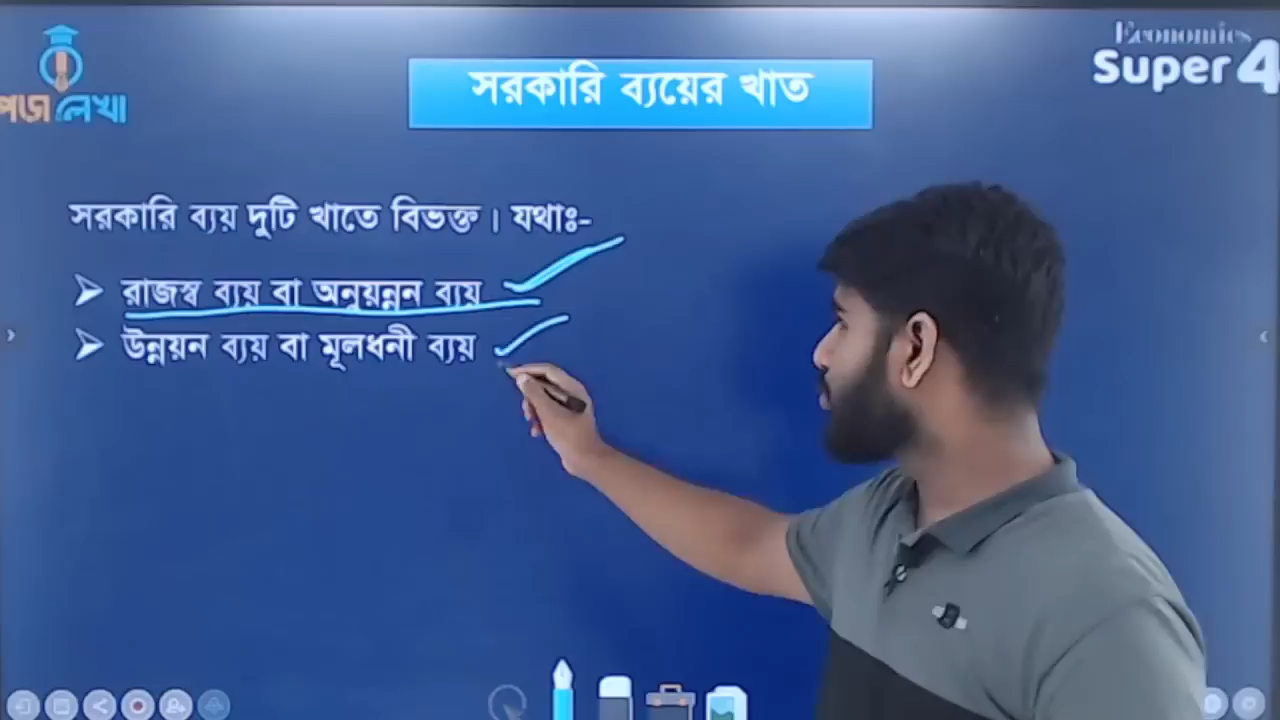 পড়ালেখা
Economics
Super 4
সরকারি ব্যয়ের খাত
সরকারি ব্যয় দুটি খাতে বিভক্ত। যথাঃ-
রাজস্ব ব্যয় বা অনুয়ন্নন ব্যয়
উন্নয়ন ব্যয় বা মূলধনী ব্যয়